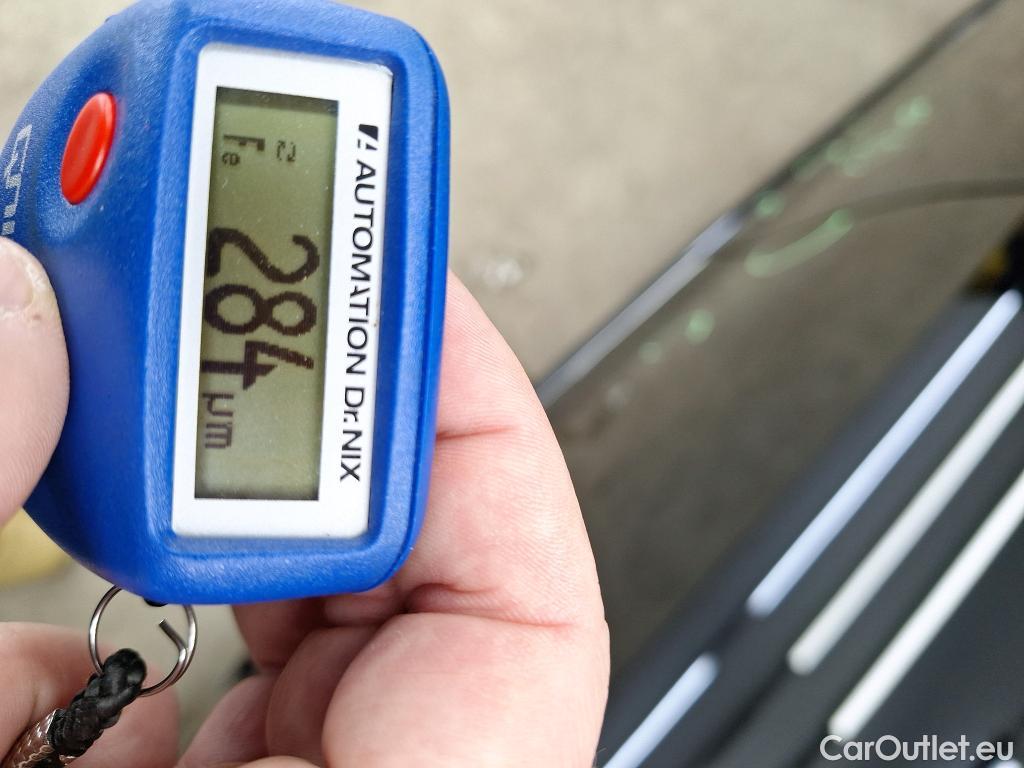 AUTOMATION Dr. NIX
Fe
284 μm
CarOutlet.eu